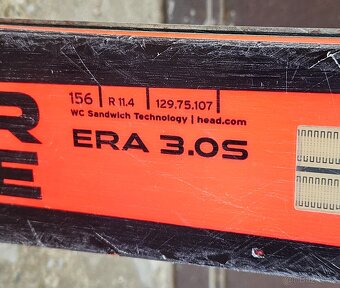 156 | R 11.4 | 129.75.107
WC Sandwich Technology | head.com
ERA 3.0S